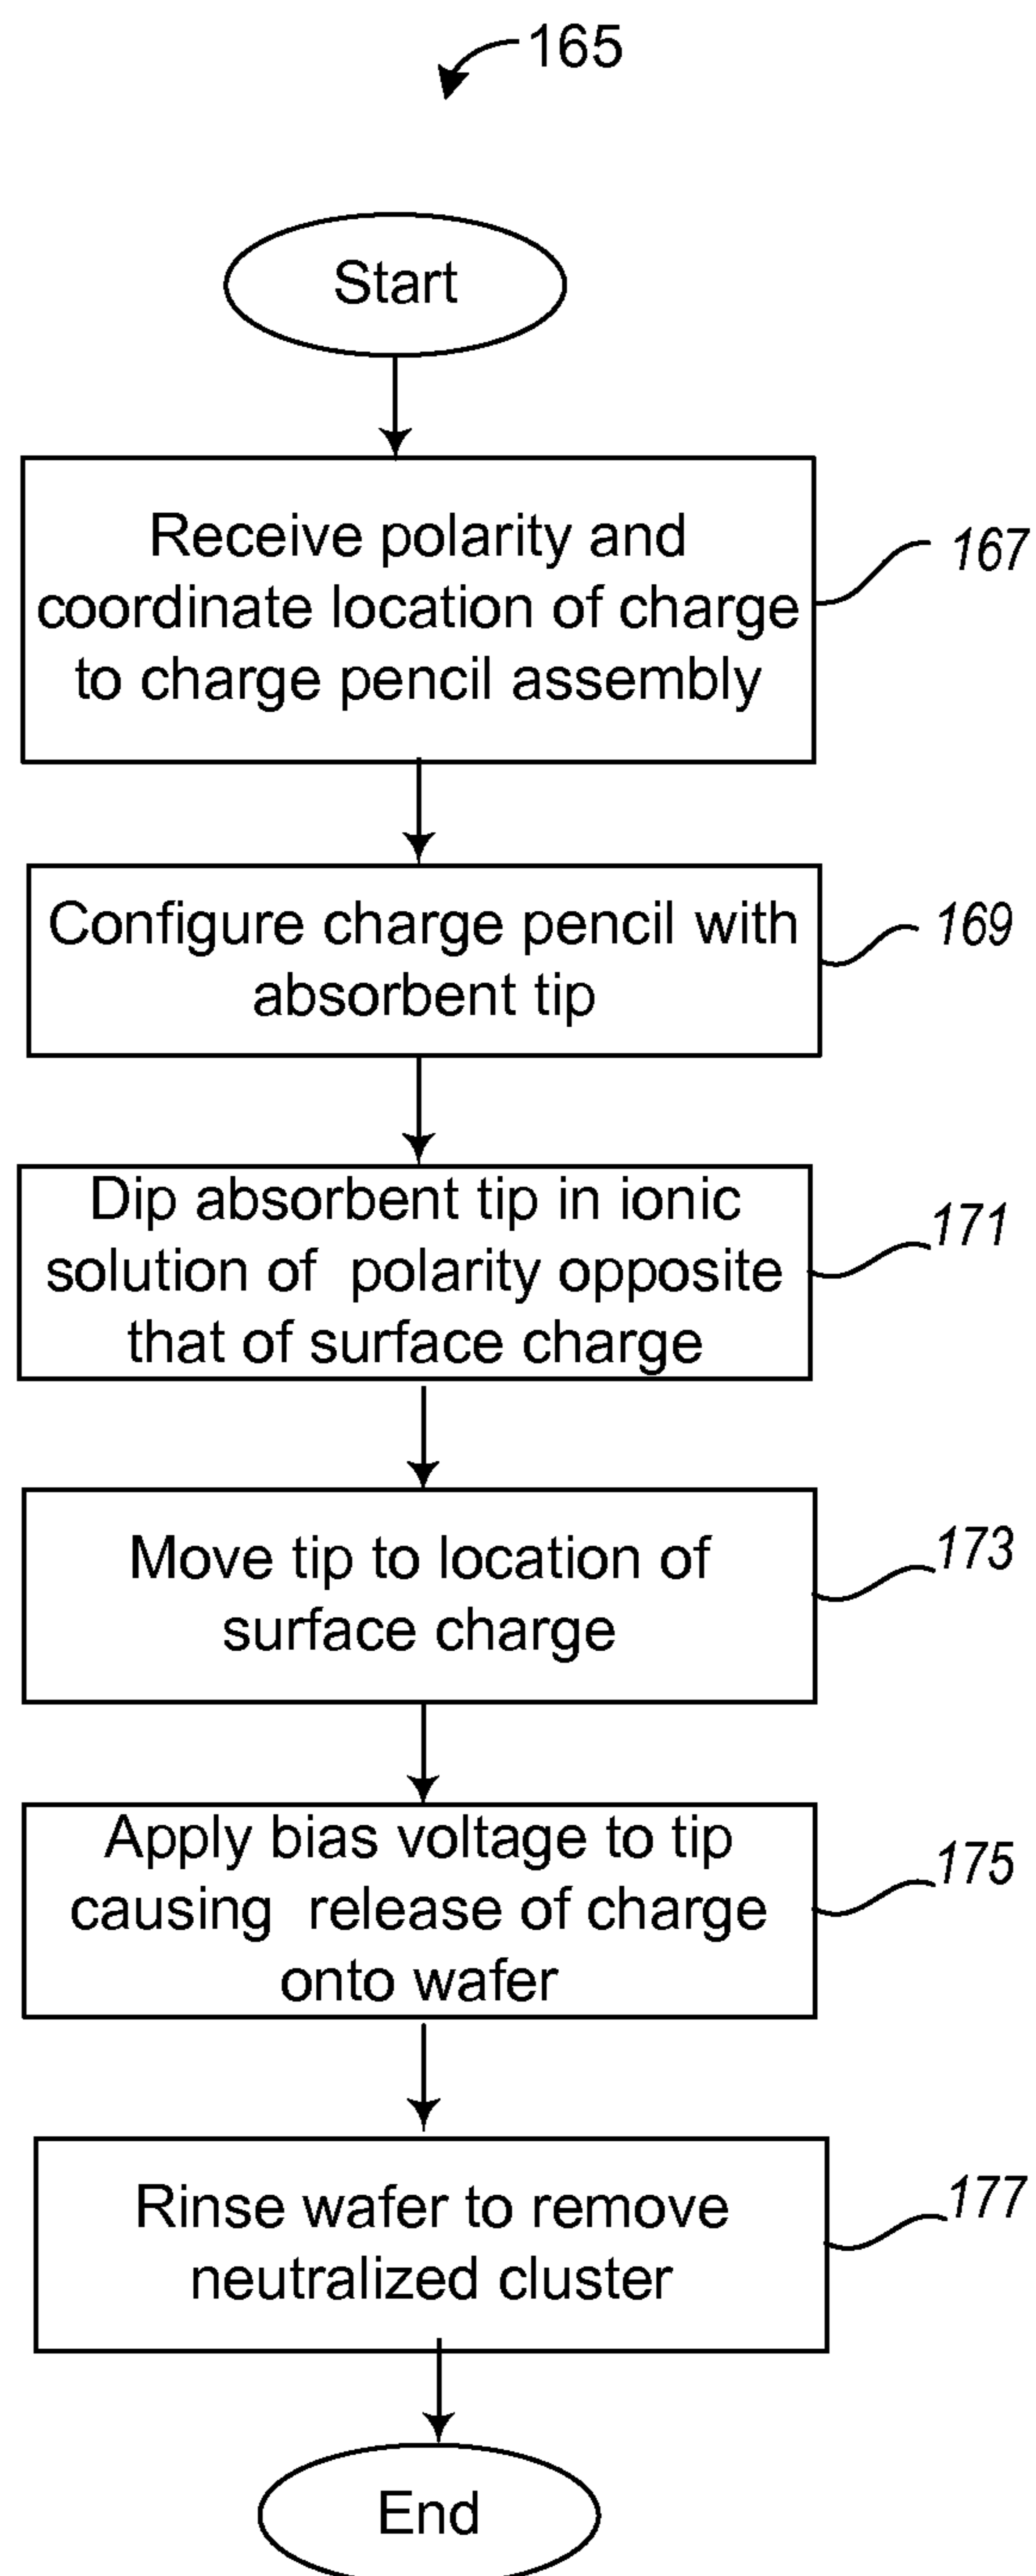 165
Start
Receive polarity and
coordinate location of charge
to charge pencil assembly
167
Configure charge pencil with
absorbent tip
169
Dip absorbent tip in ionic
solution of polarity opposite
that of surface charge
171
Move tip to location of
surface charge
173
Apply bias voltage to tip
causing release of charge
onto wafer
175
Rinse wafer to remove
neutralized cluster
177
End